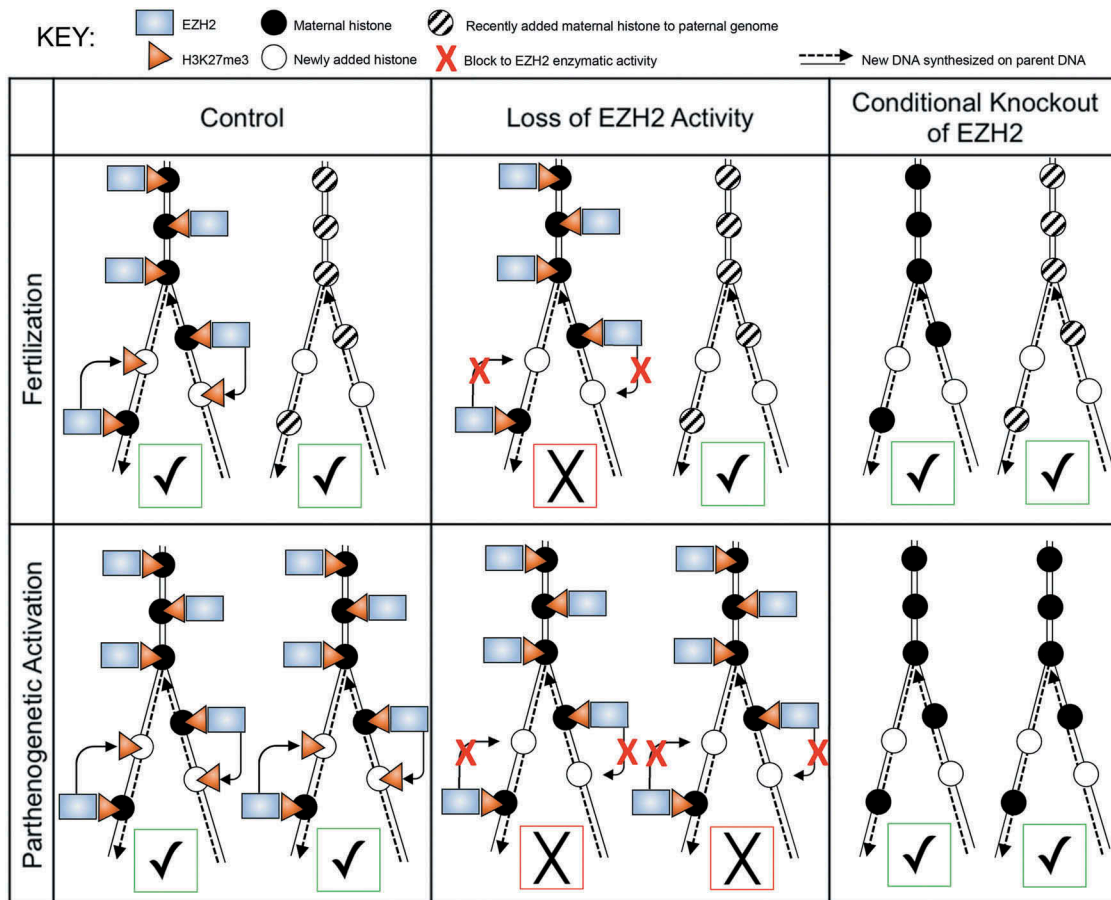 KEY:
EZH2
Maternal histone
Recently added maternal histone to paternal genome
H3K27me3
Newly added histone
X Block to EZH2 enzymatic activity
New DNA synthesized on parent DNA
Control
Loss of EZH2 Activity
Conditional Knockout
of EZH2
Fertilization
X X
X
Parthenogenetic Activation
X X X X
X X